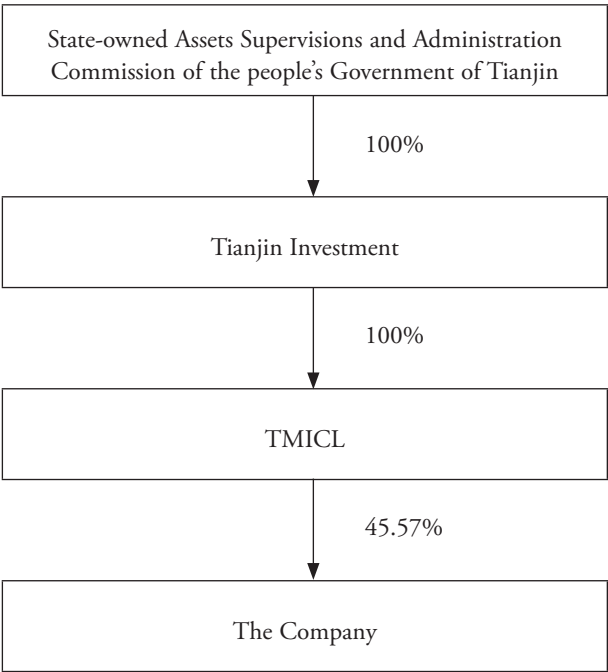 State-owned Assets Supervisions and Administration
Commission of the people's Government of Tianjin
100%
Tianjin Investment
100%
TMICL
45.57%
The Company